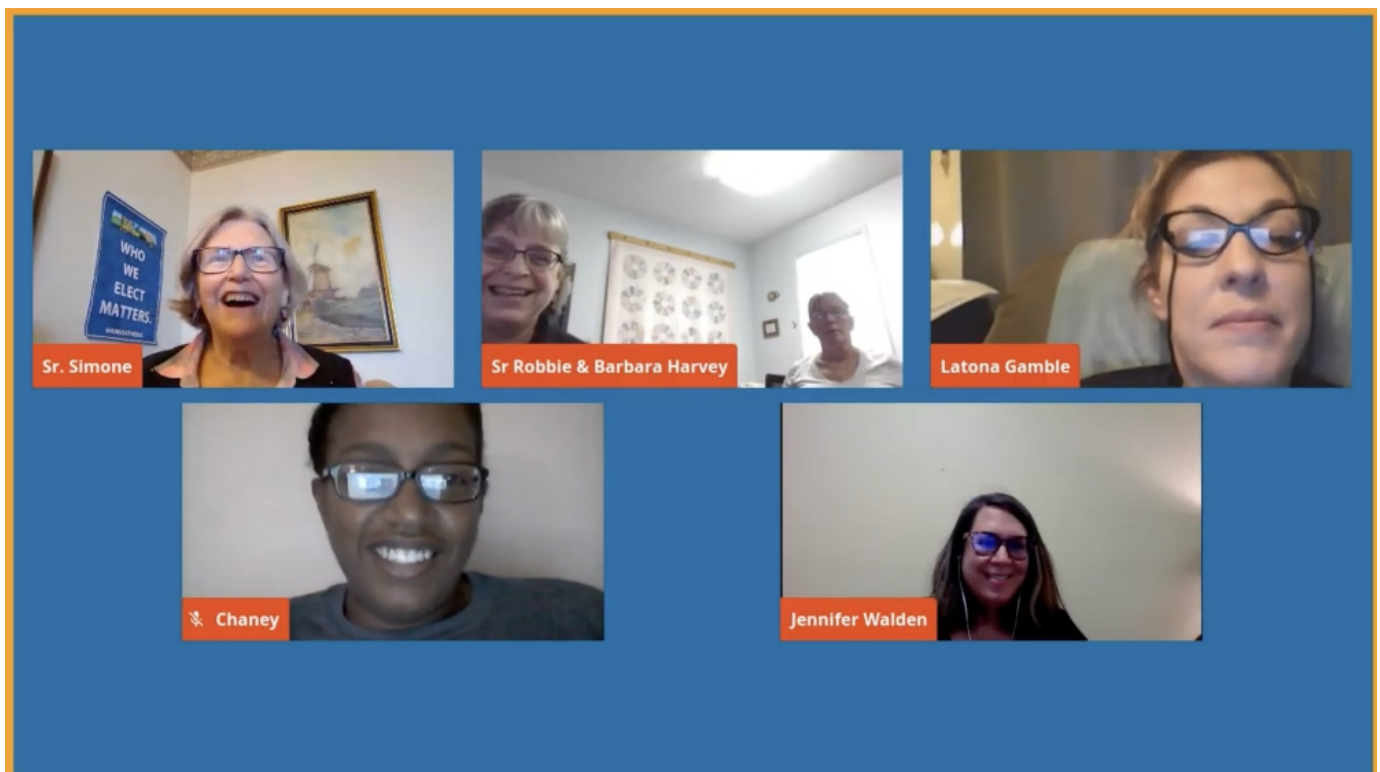 WHO
WE
ELECT
MATTERS.
Sr. Simone
Sr Robbie & Barbara Harvey
Latona Gamble
Chaney
Jennifer Walden